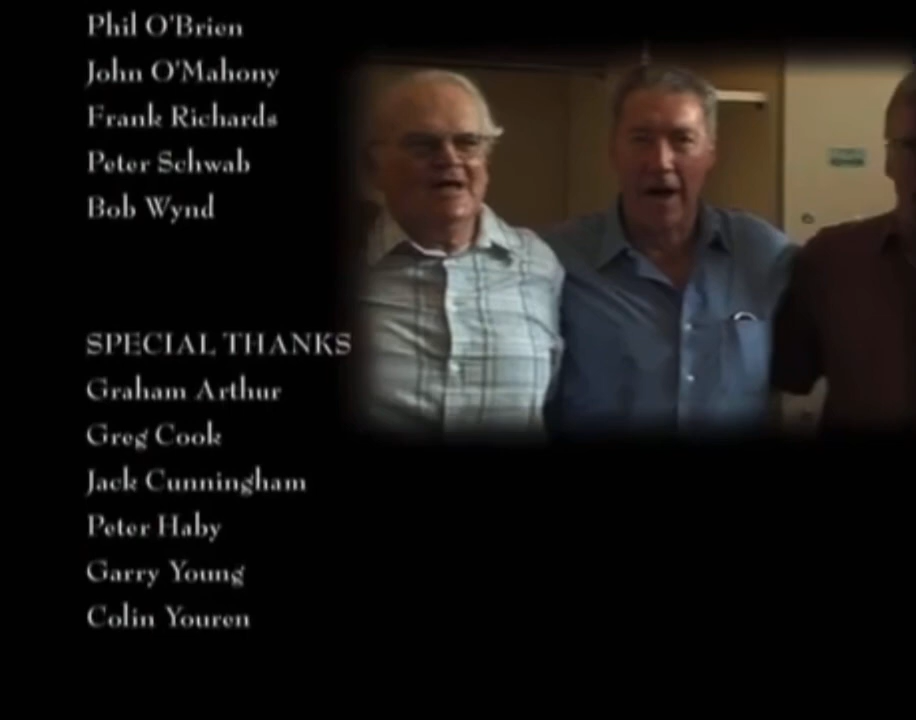 Phil O'Brien
John O'Mahony
Frank Richards
Peter Schwab
Bob Wynd
SPECIAL THANKS
Graham Arthur
Greg Cook
Jack Cunningham
Peter Haby
Garry Young
Colin Youren